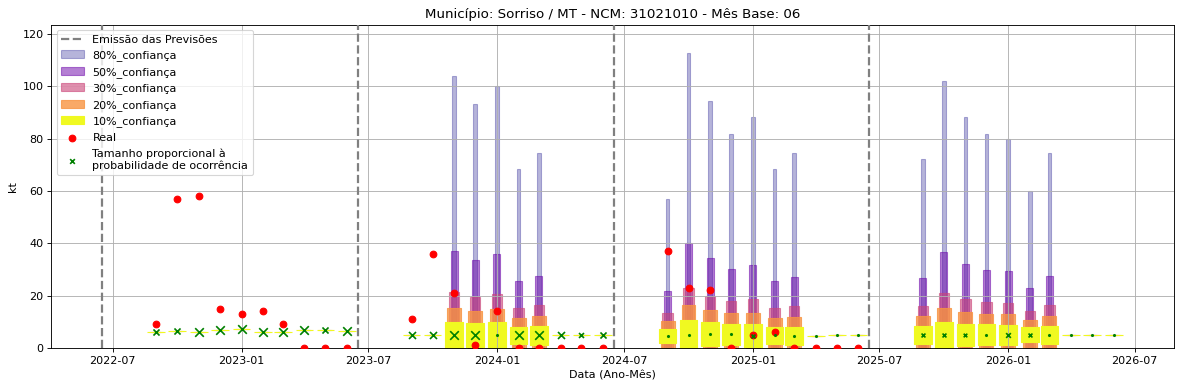 Município: Sorriso / MT - NCM: 31021010 - Mês Base: 06
120
100
80
60
40
20
0
kt
Emissão das Previsões
80%_confiança
50%_confiança
30%_confiança
20%_confiança
10%_confiança
Real
Tamanho proporcional à
probabilidade de ocorrência
2022-07
2023-01
2023-07
2024-01
2024-07
2025-01
2025-07
2026-01
2026-07
Data (Ano-Mês)